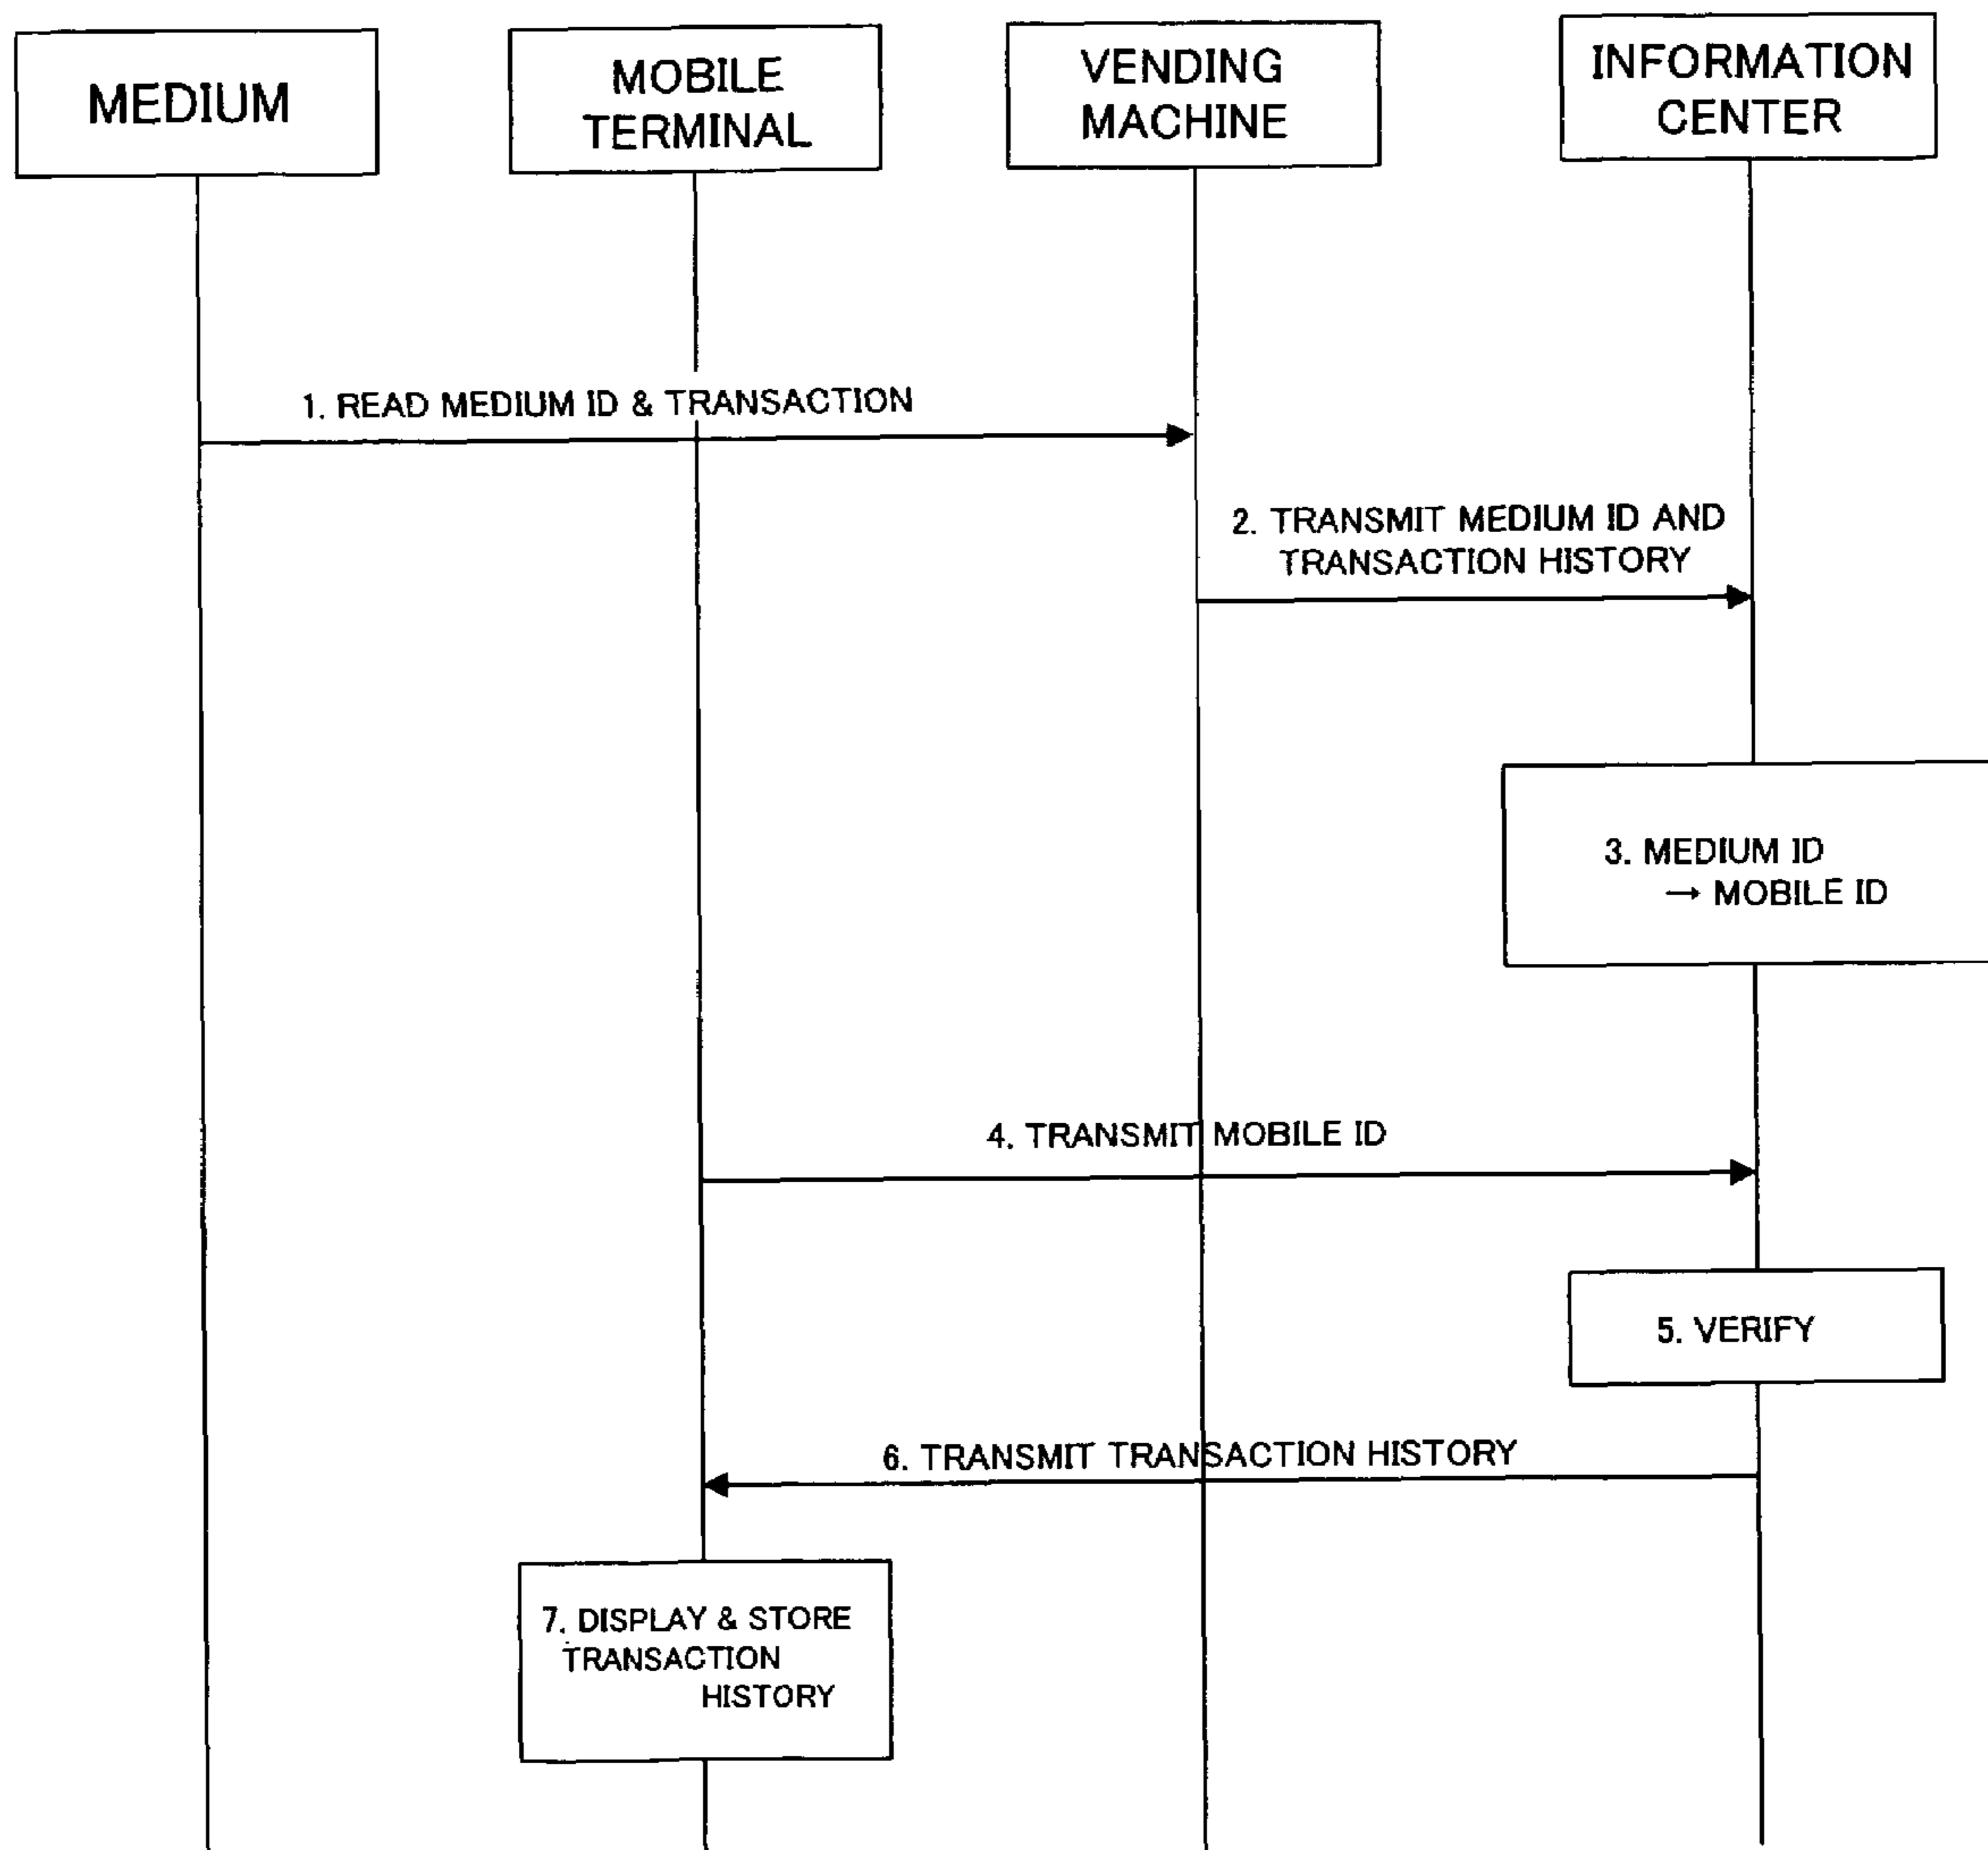 MEDIUM
MOBILE
TERMINAL
VENDING
MACHINE
INFORMATION
CENTER
1. READ MEDIUM ID & TRANSACTION
2. TRANSMIT MEDIUM ID AND
TRANSACTION HISTORY
3. MEDIUM ID
→ MOBILE ID
4. TRANSMIT MOBILE ID
5. VERIFY
6. TRANSMIT TRANSACTION HISTORY
7. DISPLAY & STORE
TRANSACTION
HISTORY